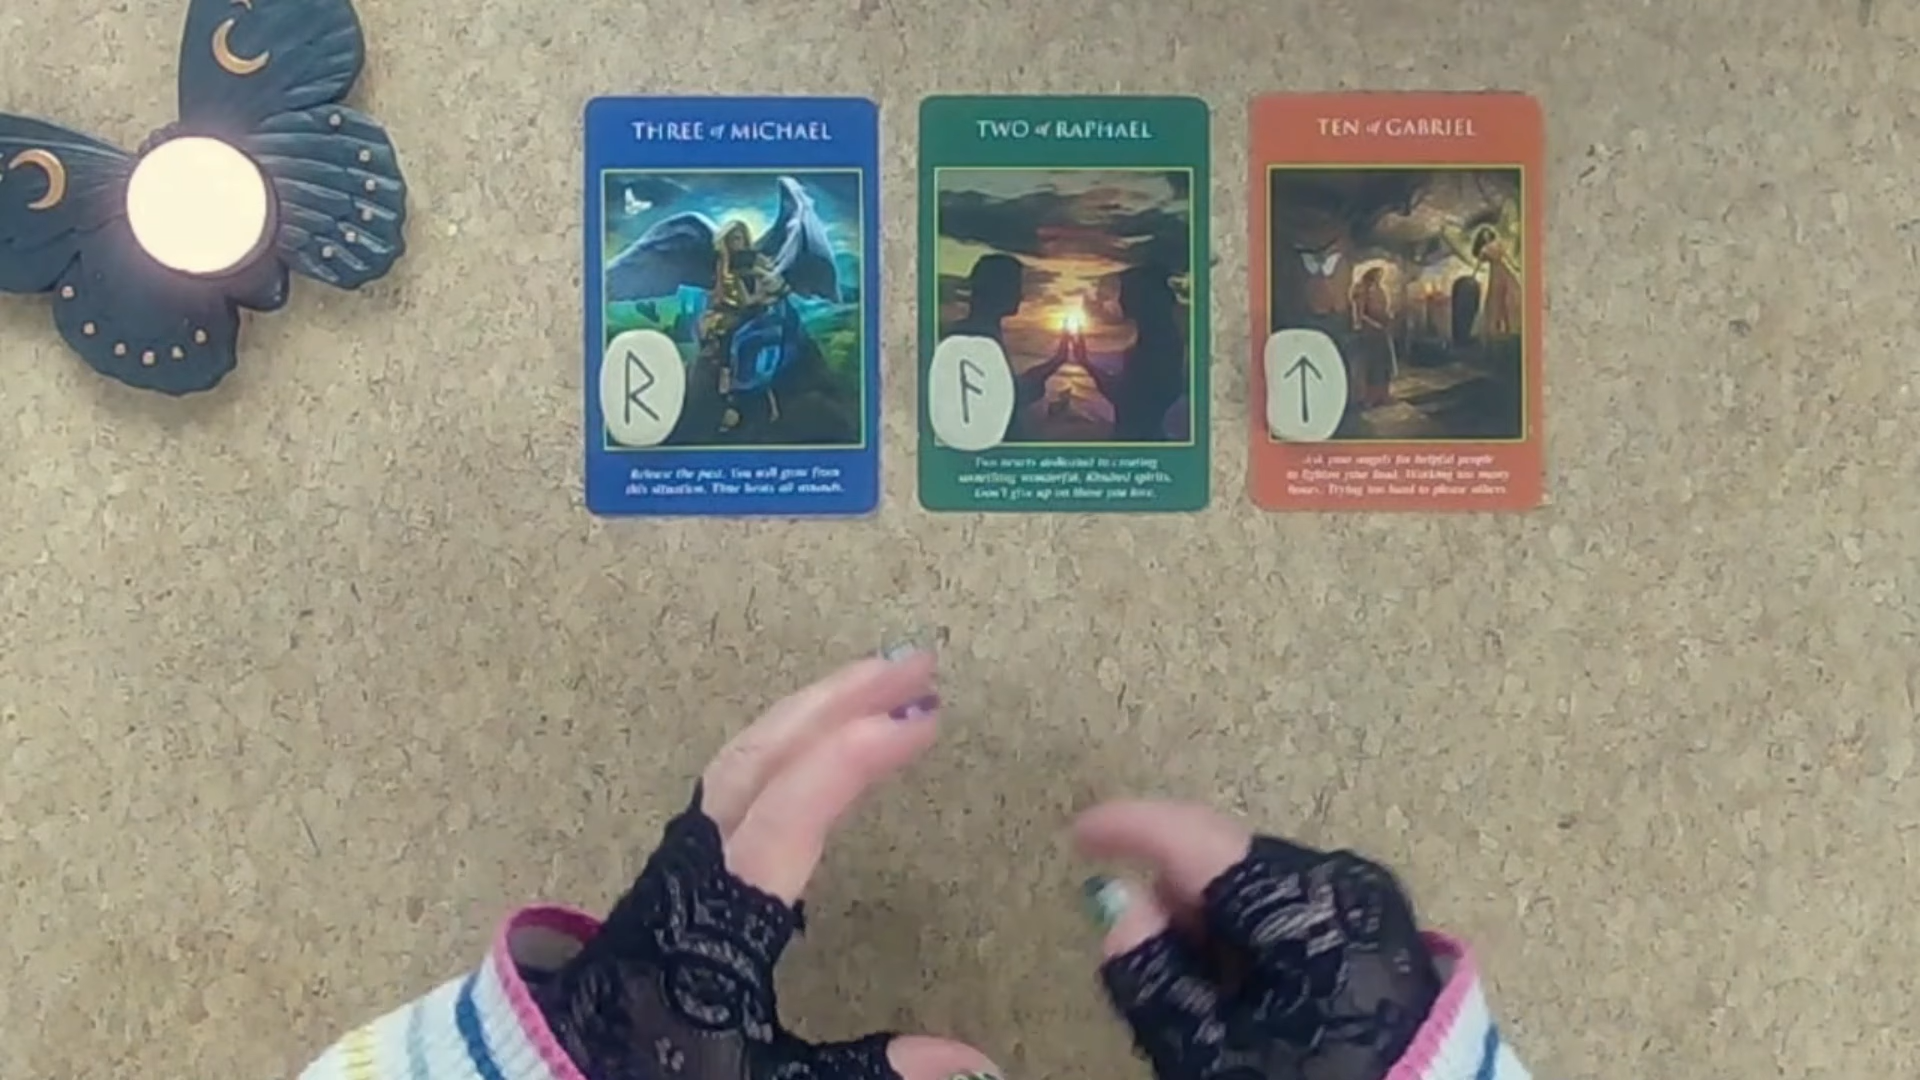 THREE of MICHAEL
Release the past. You will grow from
this situation. Time heals all wounds.
TWO of RAPHAEL
Two hearts dedicated to creating
something wonderful. Kindred spirits.
Don't give up on those you love.
TEN of GABRIEL
Ask your angels for helpful people
to lighten your load. Working too many
hours. Trying too hard to please others.
ᚱ
ᚨ
ᛏ